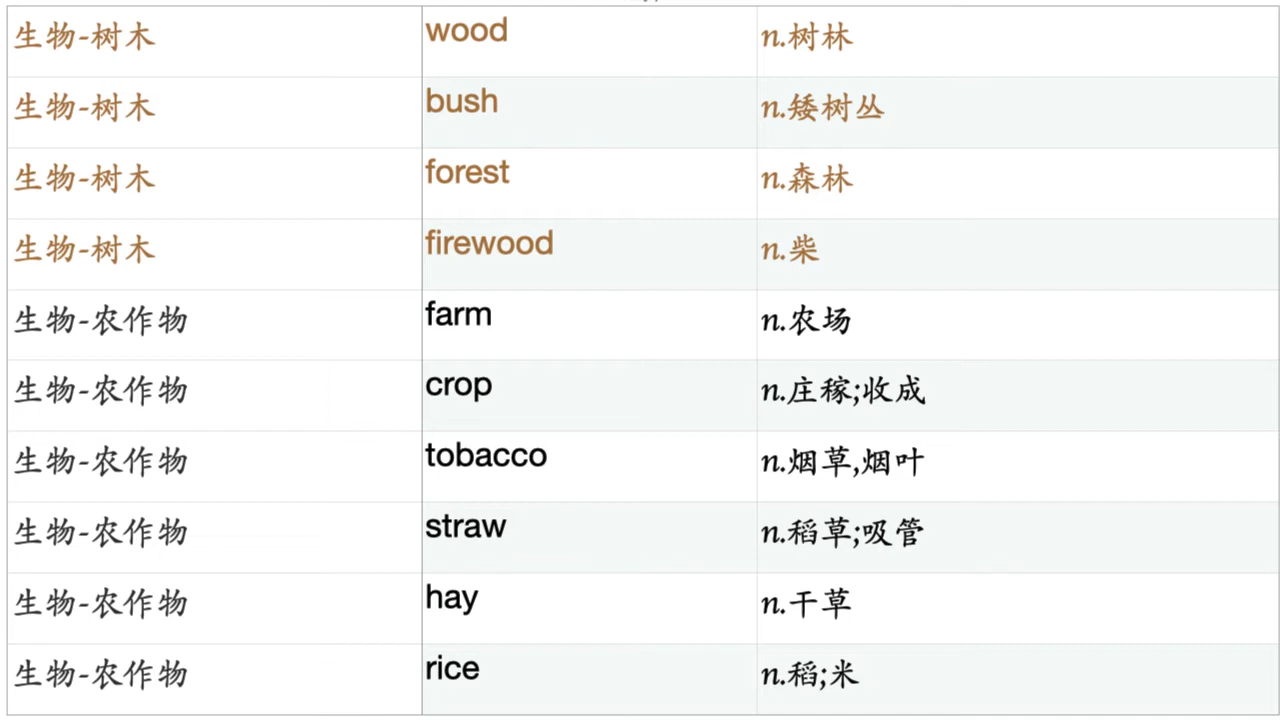 生物-树木 wood n.树林
生物-树木 bush n.矮树丛
生物-树木 forest n.森林
生物-树木 firewood n.柴
生物-农作物 farm n.农场
生物-农作物 crop n.庄稼;收成
生物-农作物 tobacco n.烟草,烟叶
生物-农作物 straw n.稻草;吸管
生物-农作物 hay n.干草
生物-农作物 rice n.稻;米